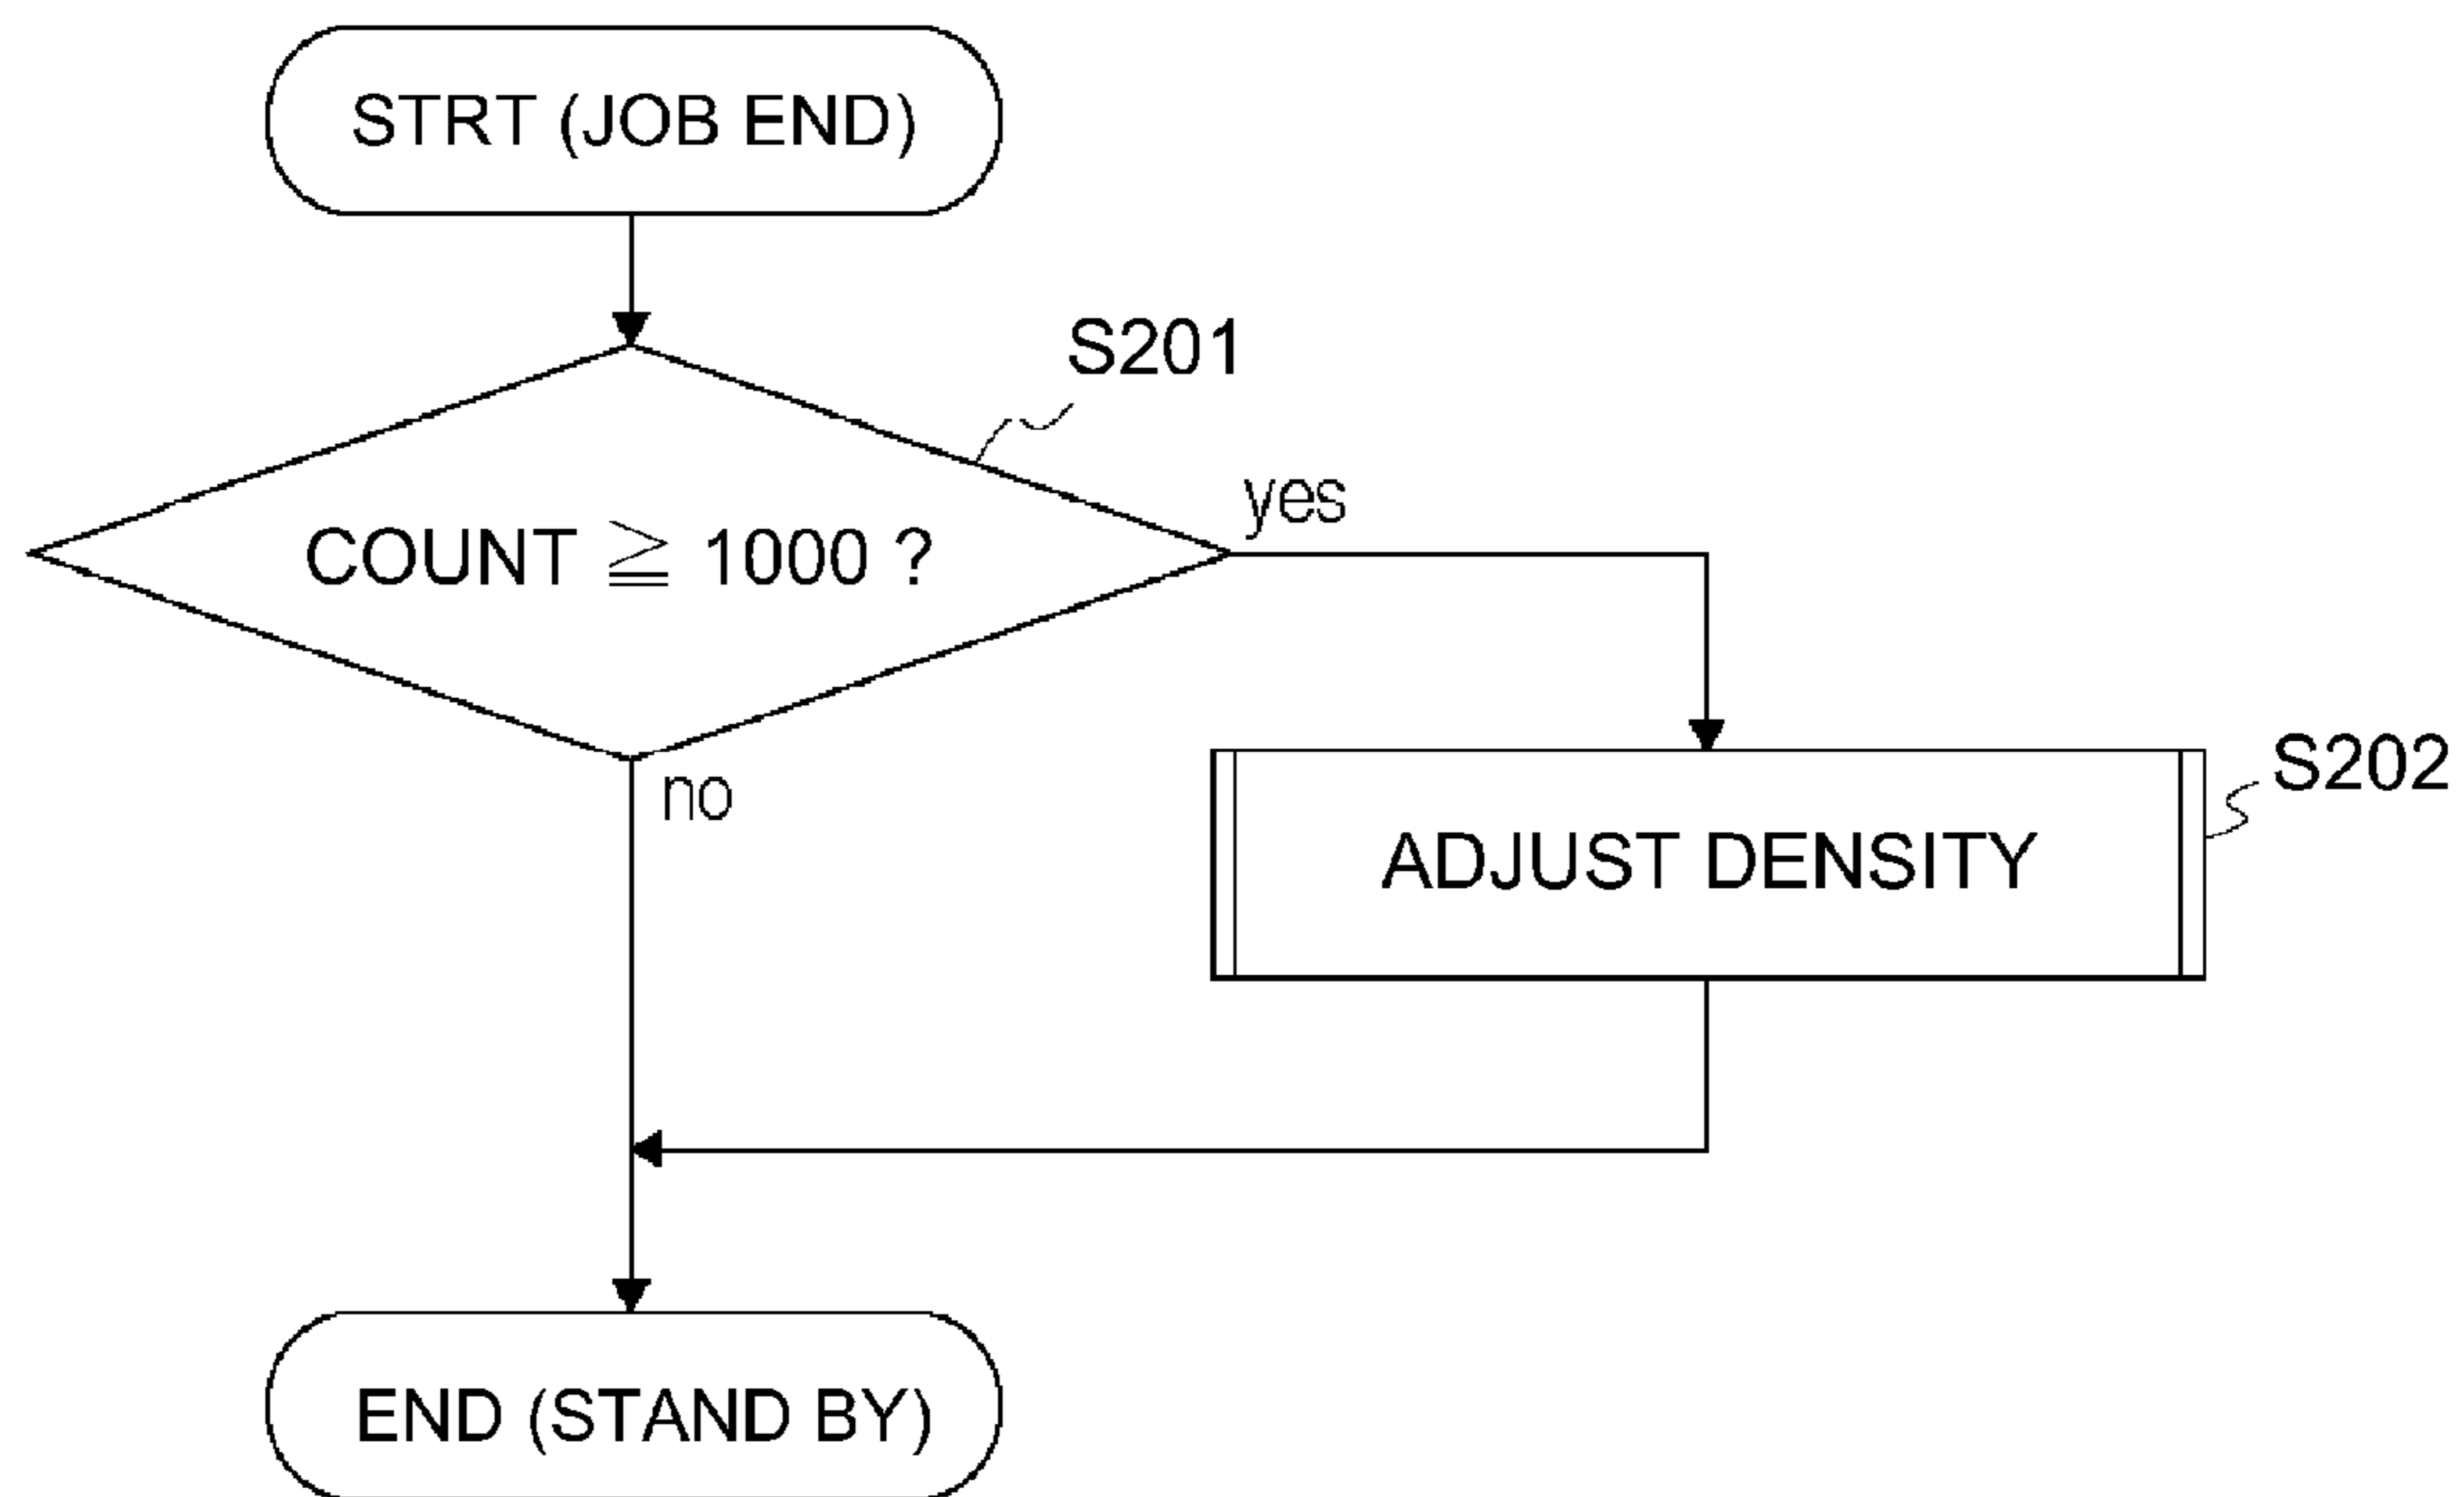 STRT (JOB END)
S201
yes
COUNT ≧ 1000 ?
no
S202
ADJUST DENSITY
END (STAND BY)